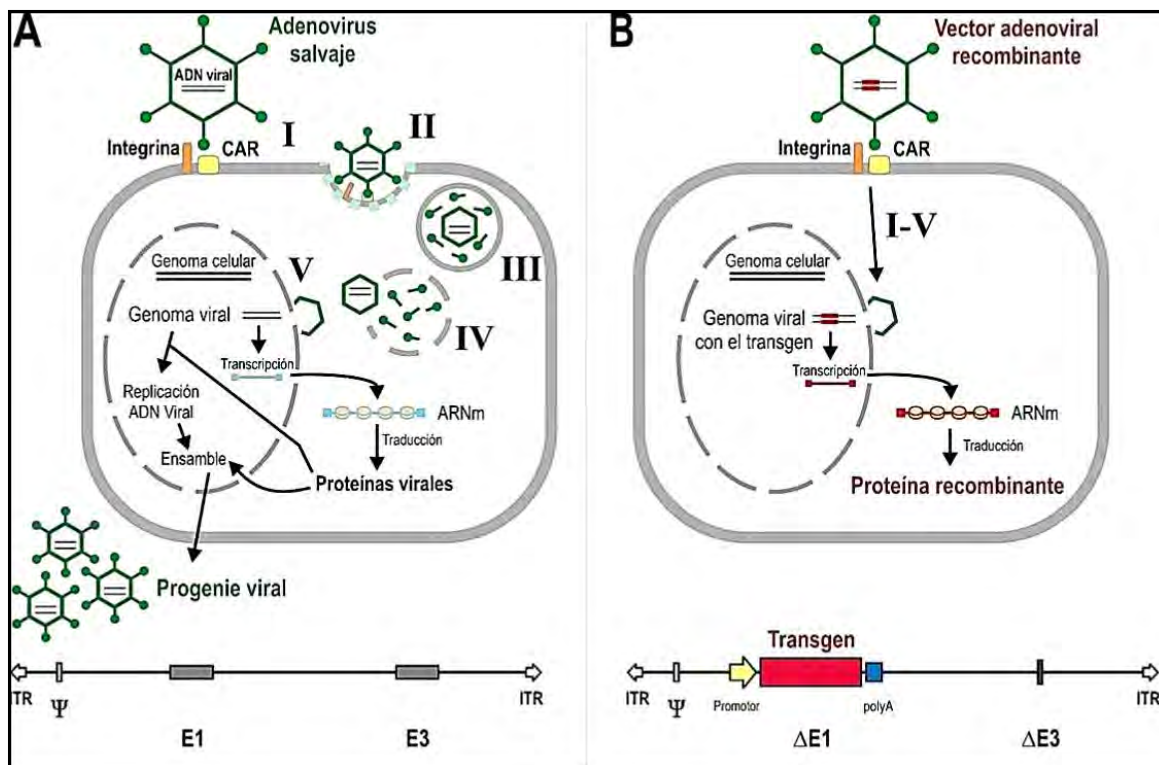 A
Adenovirus
salvaje
ADN viral
Integrina
CAR
I
II
III
IV
V
Genoma celular
Genoma viral
Transcripción
Replicación
ADN Viral
Ensamble
ARNm
Traducción
Proteínas virales
Progenie viral
ITR
Ψ
E1
E3
ITR
B
Vector adenoviral
recombinante
Integrina
CAR
I-V
Genoma celular
Genoma viral
con el transgen
Transcripción
ARNm
Traducción
Proteína recombinante
Transgen
ITR
Ψ
Promotor
polyA
ITR
ΔE1
ΔE3